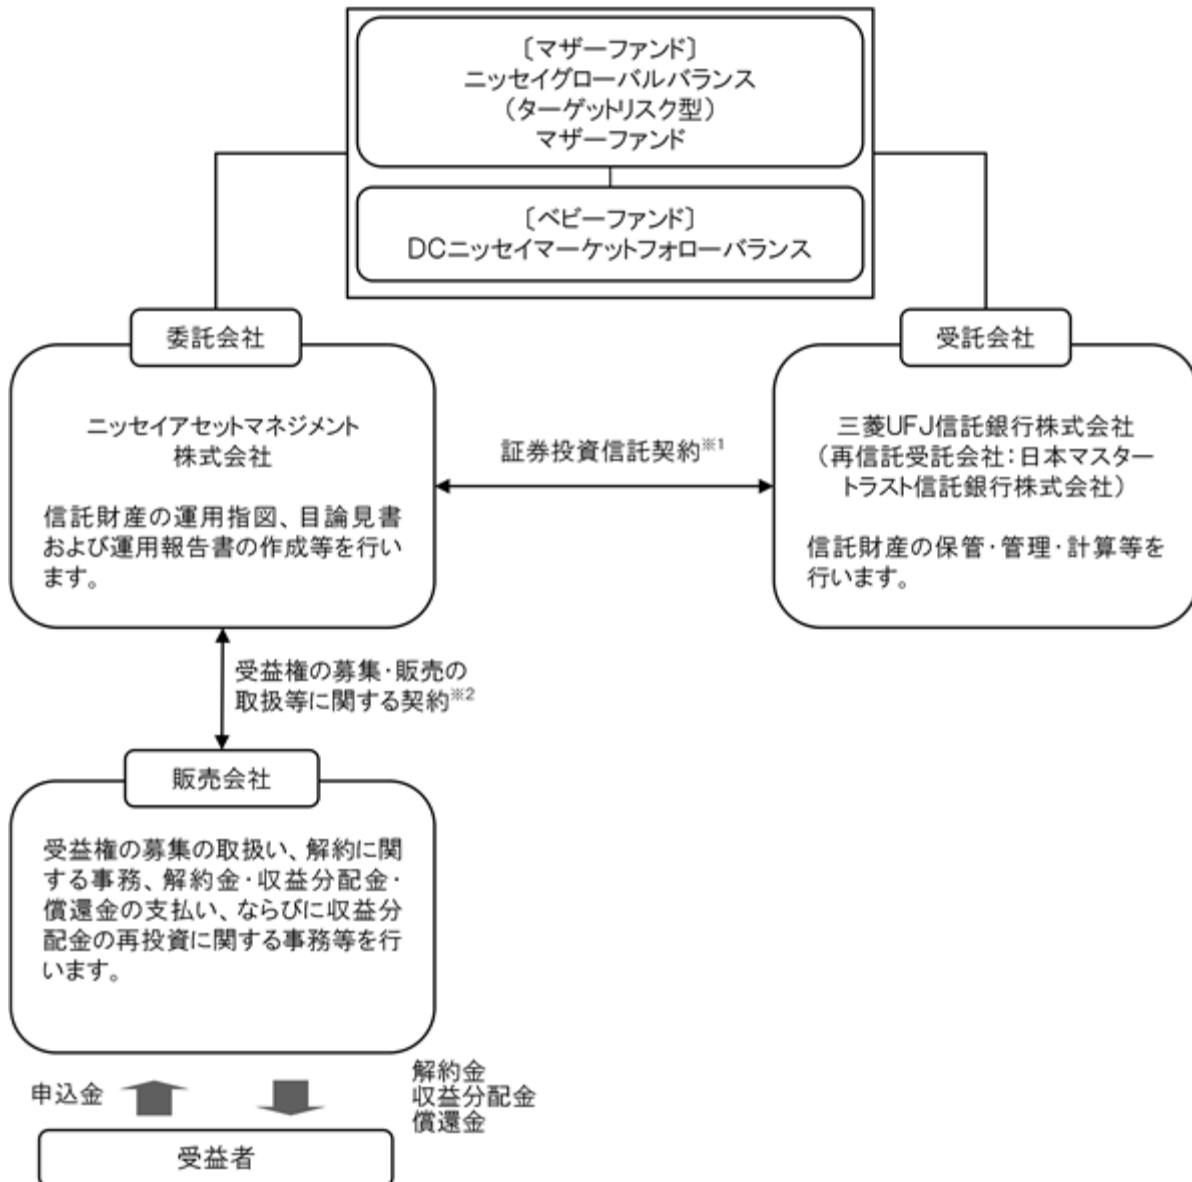 〔マザーファンド〕
ニッセイグローバルバランス
（ターゲットリスク型）
マザーファンド
〔ベビーファンド〕
DCニッセイマーケットフォローバランス
委託会社
ニッセイアセットマネジメント
株式会社
信託財産の運用指図、目論見書
および運用報告書の作成等を行い
ます。
証券投資信託契約※1
受託会社
三菱UFJ信託銀行株式会社
（再信託受託会社：日本マスター
トラスト信託銀行株式会社）
信託財産の保管・管理・計算等を
行います。
受益権の募集・販売の
取扱等に関する契約※2
販売会社
受益権の募集の取扱い、解約に関
する事務、解約金・収益分配金・
償還金の支払い、ならびに収益分
配金の再投資に関する事務等を行
います。
申込金
解約金
収益分配金
償還金
受益者